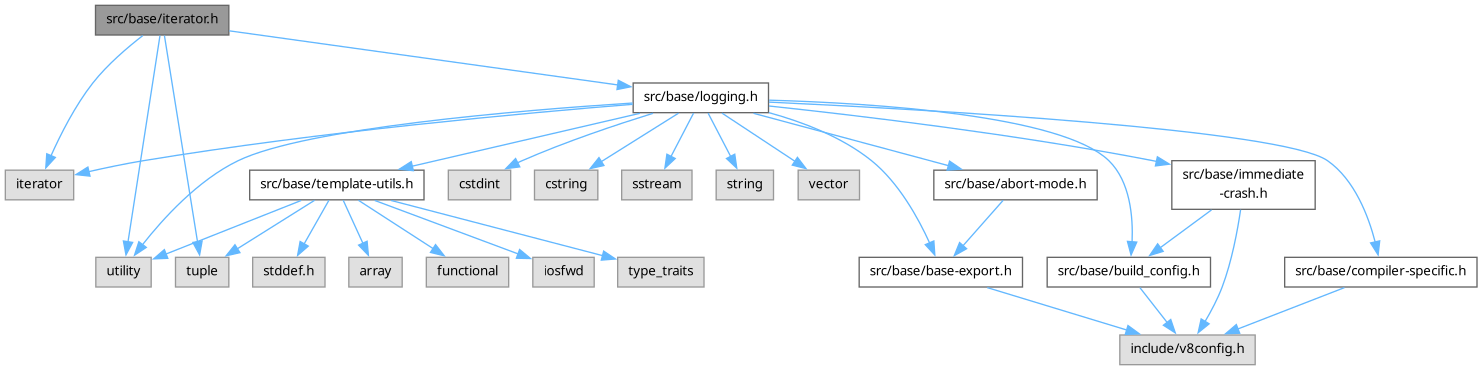 src/base/iterator.h
src/base/logging.h
iterator
src/base/template-utils.h
cstdint
cstring
sstream
string
vector
src/base/abort-mode.h
src/base/immediate
-crash.h
utility
tuple
stddef.h
array
functional
iosfwd
type_traits
src/base/base-export.h
src/base/build_config.h
src/base/compiler-specific.h
include/v8config.h